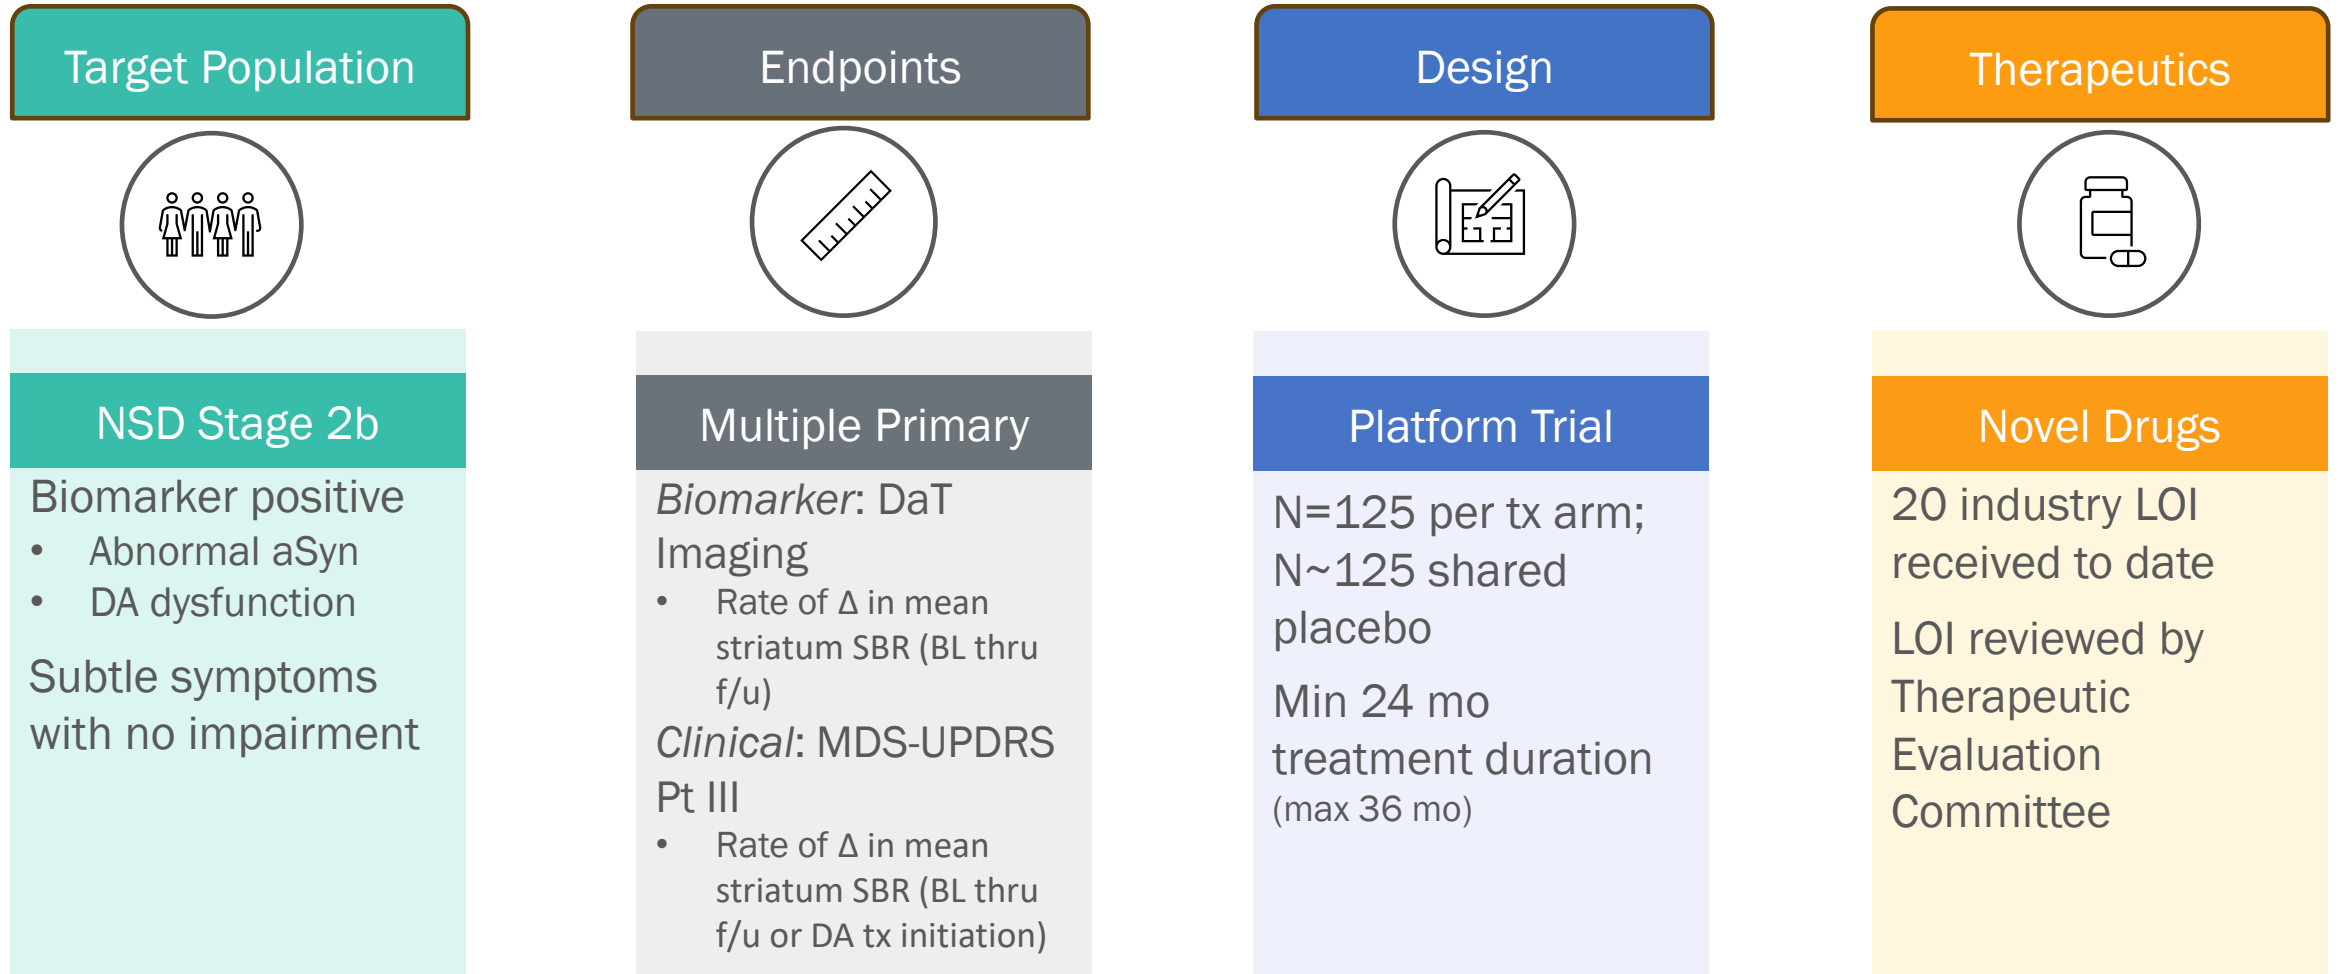 Target Population
NSD Stage 2b
Biomarker positive
• Abnormal aSyn
• DA dysfunction
Subtle symptoms
with no impairment
Endpoints
Multiple Primary
Biomarker: DaT
Imaging
• Rate of Δ in mean
striatum SBR (BL thru
f/u)
Clinical: MDS-UPDRS
Pt III
• Rate of Δ in mean
striatum SBR (BL thru
f/u or DA tx initiation)
Design
Platform Trial
N=125 per tx arm;
N~125 shared
placebo
Min 24 mo
treatment duration
(max 36 mo)
Therapeutics
Novel Drugs
20 industry LOI
received to date
LOI reviewed by
Therapeutic
Evaluation
Committee